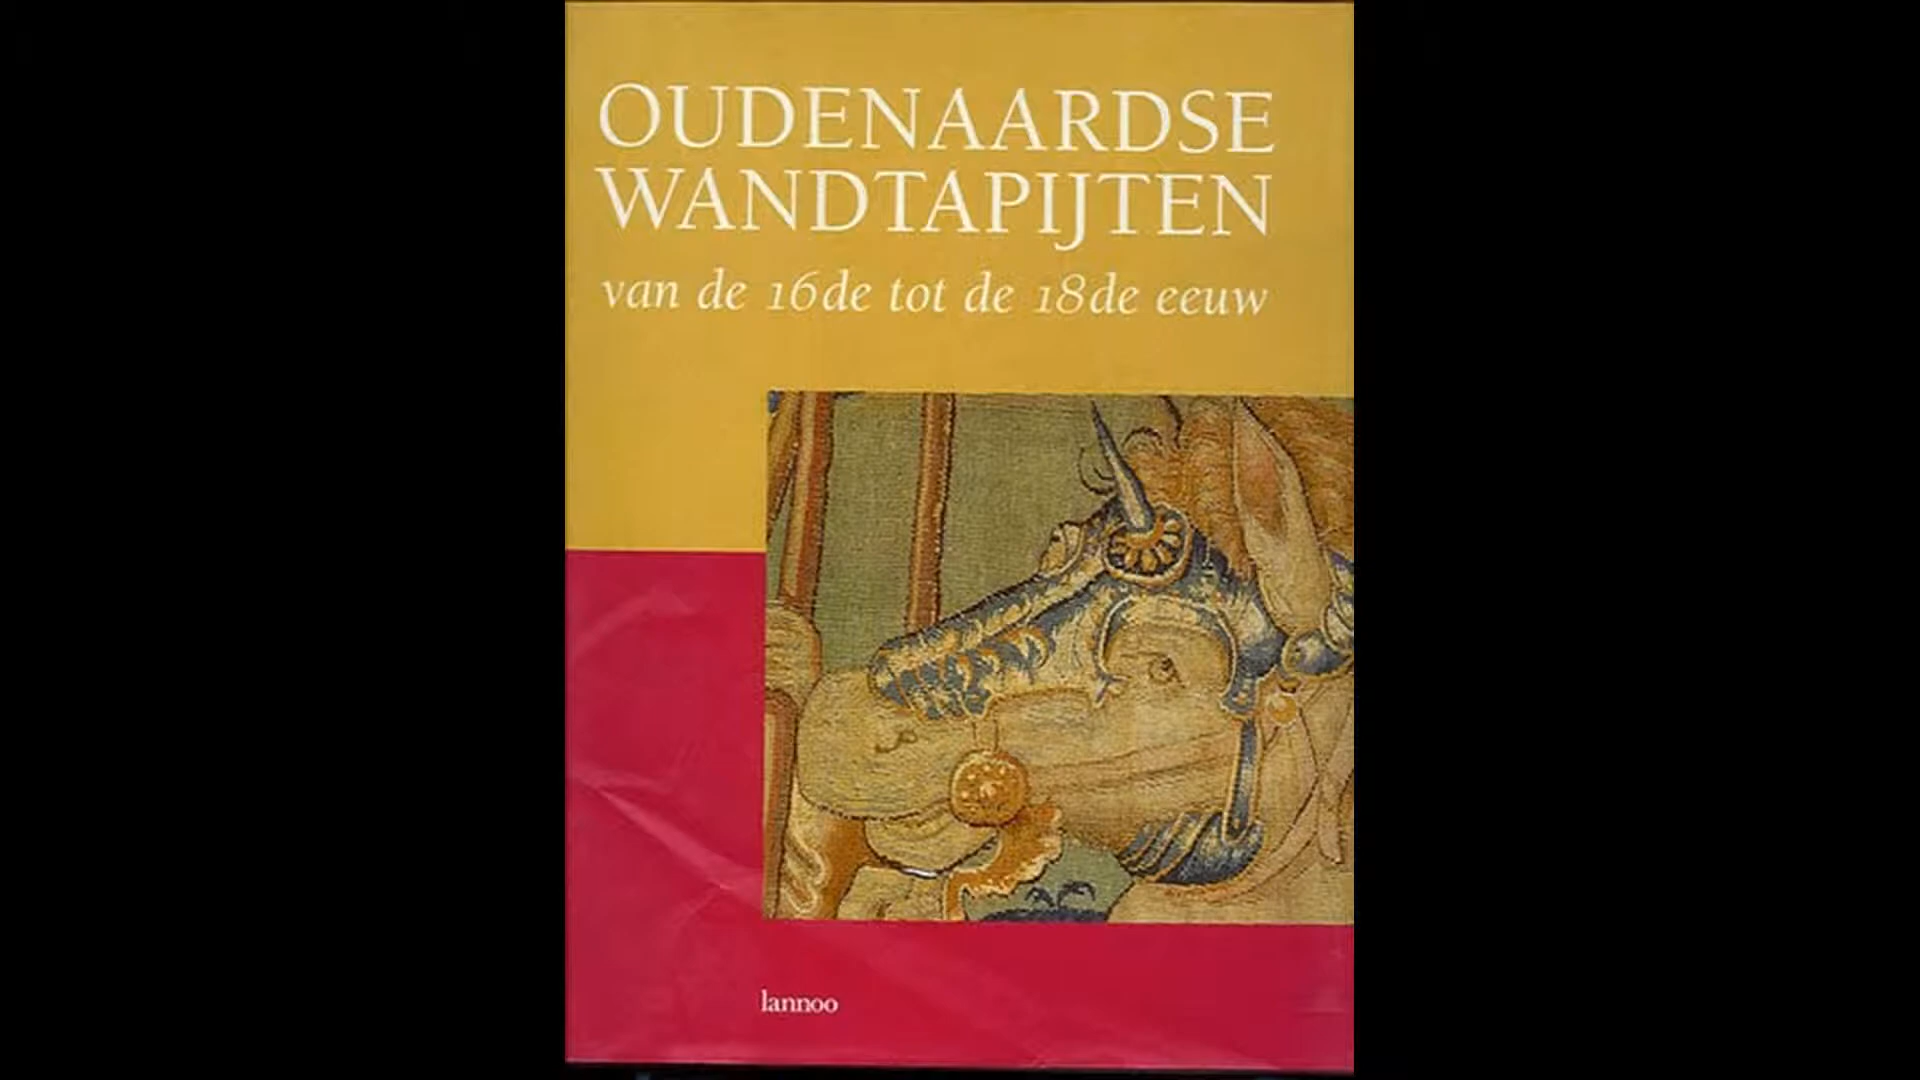 OUDENAARDSE
WANDTAPIJTEN
van de 16de tot de 18de eeuw
lannoo